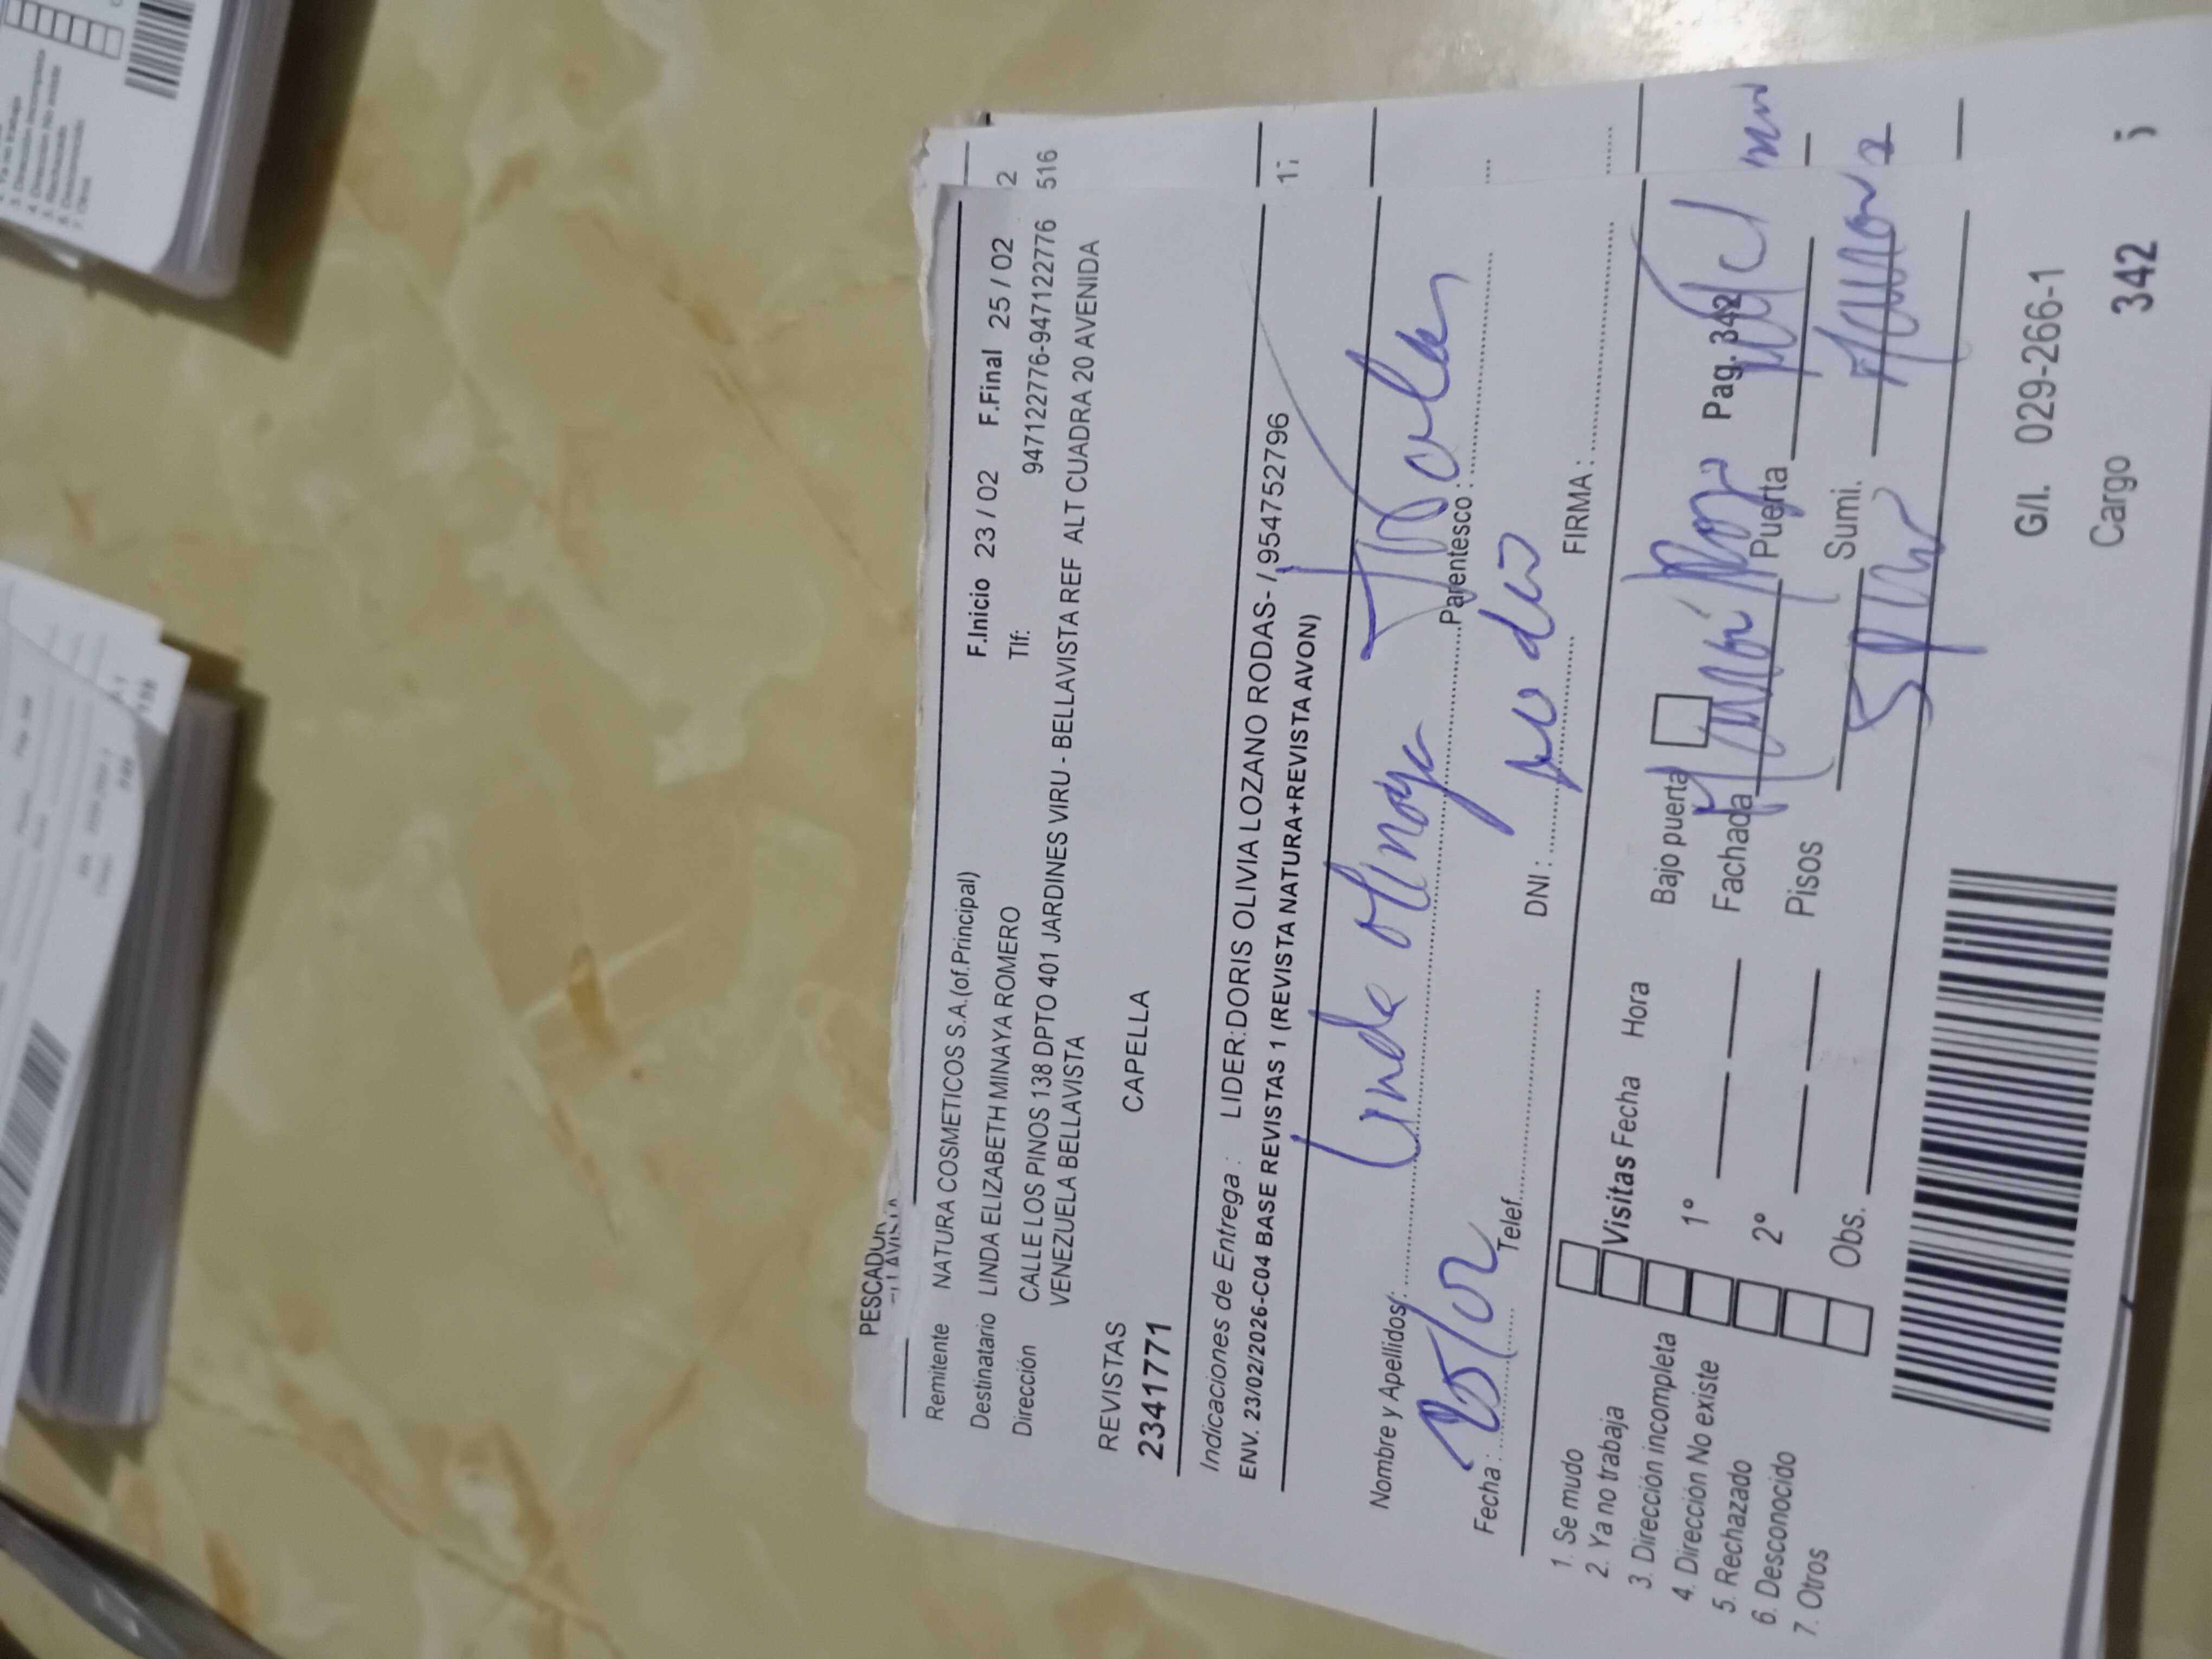 PESCADOR
Remitente NATURA COSMETICOS S.A.(of.Principal) F.Inicio 23 / 02 F.Final 25 / 02
Destinatario LINDA ELIZABETH MINAYA ROMERO Tlf: 947122776-947122776
Dirección CALLE LOS PINOS 138 DPTO 401 JARDINES VIRU - BELLAVISTA REF ALT CUADRA 20 AVENIDA
VENEZUELA BELLAVISTA
2
516
REVISTAS CAPELLA
2341771
Indicaciones de Entrega : LIDER:DORIS OLIVIA LOZANO RODAS- / 954752796
ENV. 23/02/2026-C04 BASE REVISTAS 1 (REVISTA NATURA+REVISTA AVON)
Nombre y Apellidos: Linda Minaya
Parentesco :
Fecha : 25/02 Telef. DNI : no dio FIRMA :
1. Se mudo
2. Ya no trabaja
3. Dirección incompleta
4. Dirección No existe
5. Rechazado
6. Desconocido
7. Otros
Visitas Fecha Hora
1º
2º
Obs.
Bajo puerta Pag. 342
Fachada Puerta
Pisos Sumi.
G/I. 029-266-1
Cargo 342